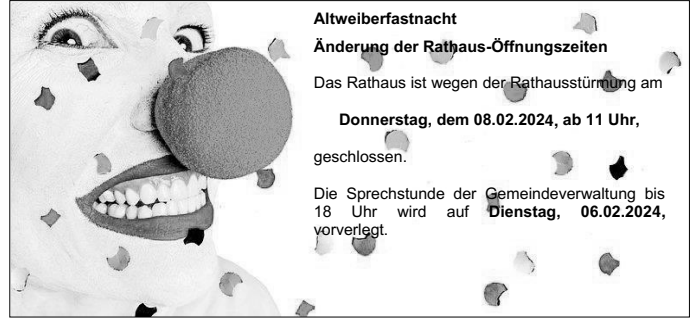 Altweiberfastnacht
Änderung der Rathaus-Öffnungszeiten
Das Rathaus ist wegen der Rathausstürmung am
Donnerstag, dem 08.02.2024, ab 11 Uhr,
geschlossen.
Die Sprechstunde der Gemeindeverwaltung bis
18 Uhr wird auf Dienstag, 06.02.2024,
vorverlegt.